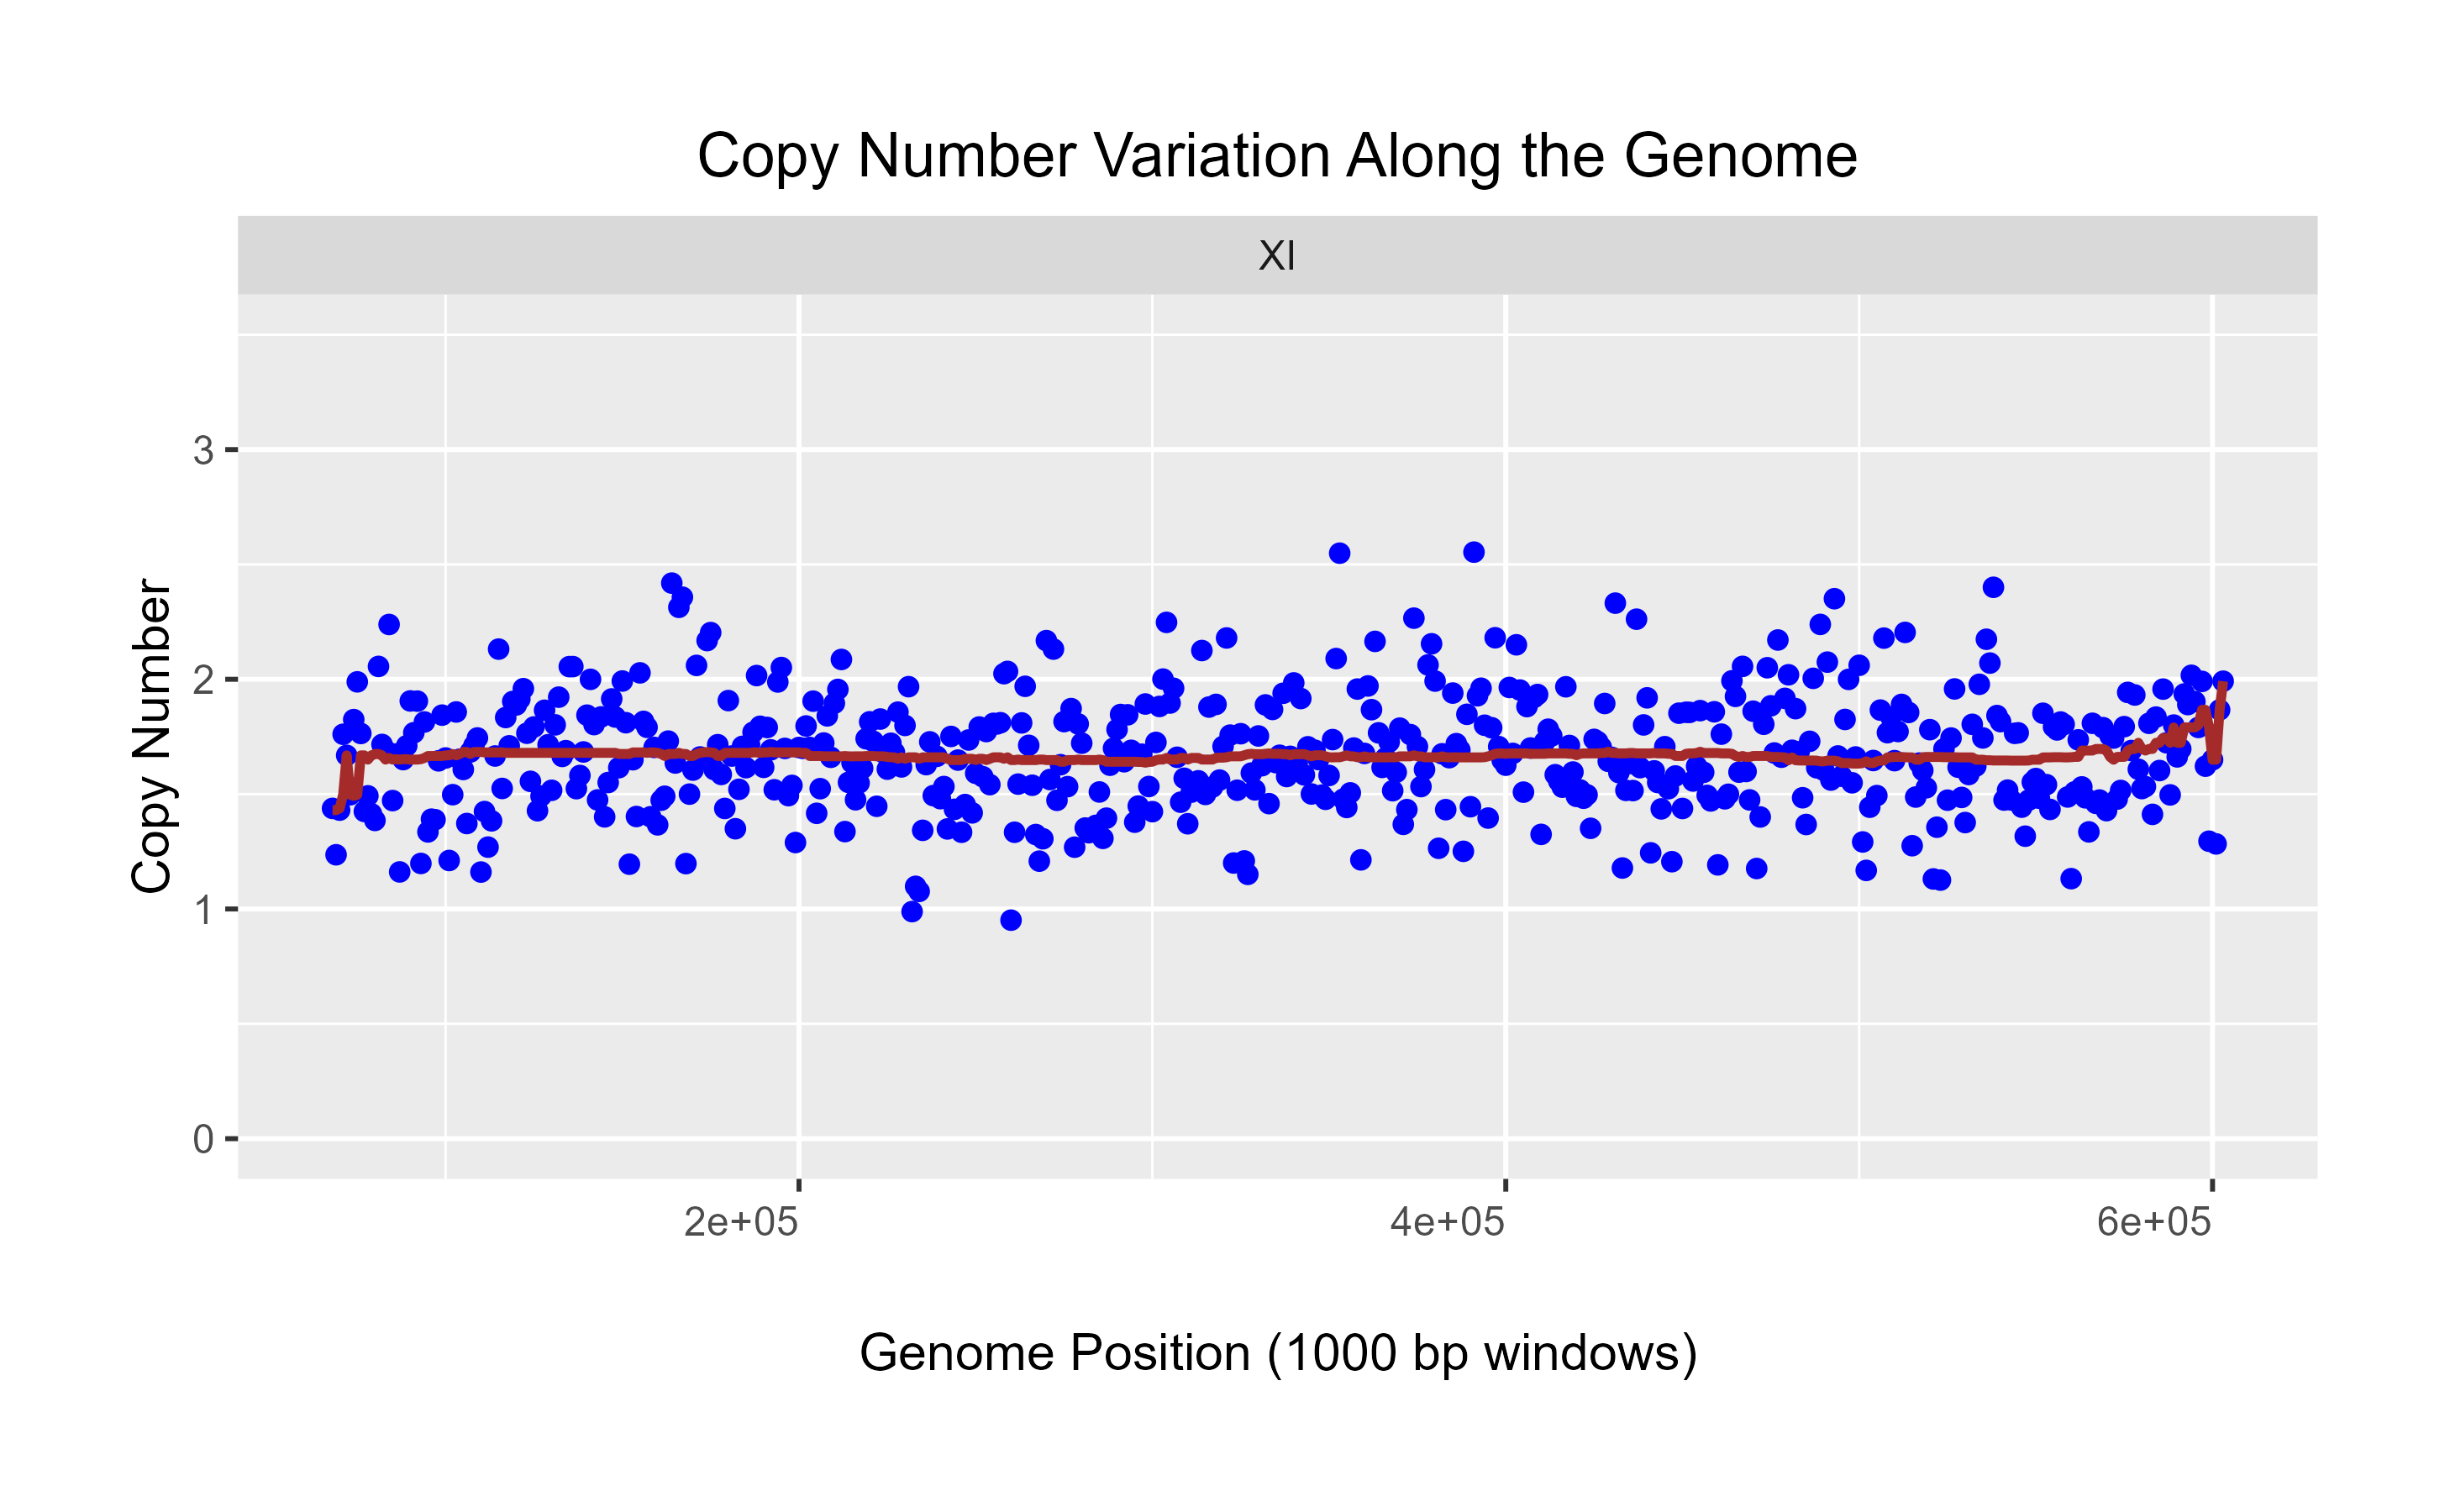 Copy Number Variation Along the Genome
XI
Copy Number
3
2
1
0
2e+05
4e+05
6e+05
Genome Position (1000 bp windows)